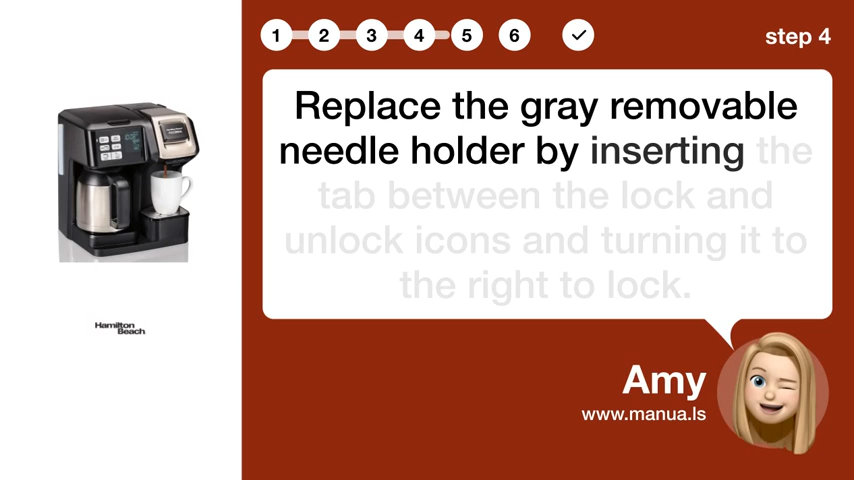 1 2 3 4 5 6 step 4
Replace the gray removable
needle holder by inserting the
tab between the lock and
unlock icons and turning it to
the right to lock.
Hamilton
Beach
Amy
www.manua.ls